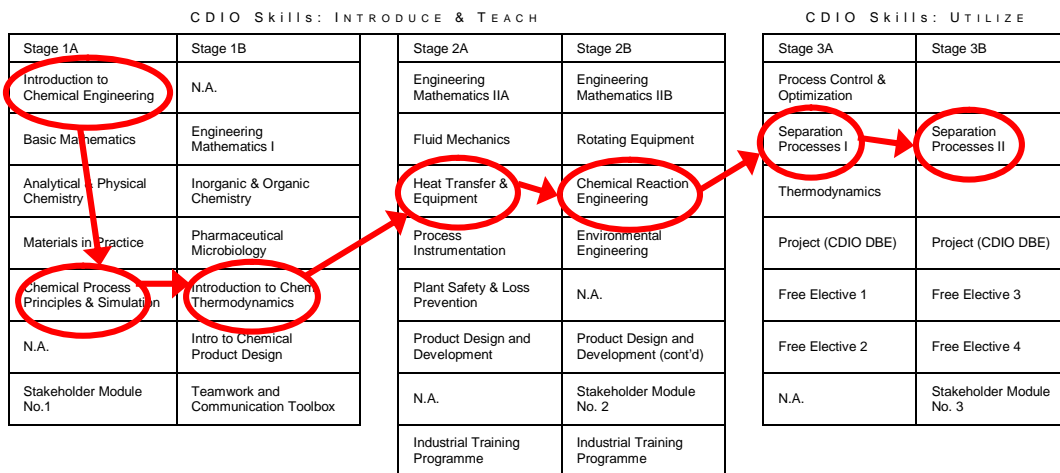 CDIO Skills: INTRODUCE & TEACH
CDIO Skills: UTILIZE
Stage 1A
Stage 1B
Stage 2A
Stage 2B
Stage 3A
Stage 3B
Introduction to
Chemical Engineering
N.A.
Engineering
Mathematics IIA
Engineering
Mathematics IIB
Process Control &
Optimization
Basic Mathematics
Engineering
Mathematics I
Fluid Mechanics
Rotating Equipment
Separation
Processes I
Separation
Processes II
Analytical & Physical
Chemistry
Inorganic & Organic
Chemistry
Heat Transfer &
Equipment
Chemical Reaction
Engineering
Thermodynamics
Materials in Practice
Pharmaceutical
Microbiology
Process
Instrumentation
Environmental
Engineering
Project (CDIO DBE)
Project (CDIO DBE)
Chemical Process
Principles & Simulation
Introduction to Chem
Thermodynamics
Plant Safety & Loss
Prevention
N.A.
Free Elective 1
Free Elective 3
N.A.
Intro to Chemical
Product Design
Product Design and
Development
Product Design and
Development (cont'd)
Free Elective 2
Free Elective 4
Stakeholder Module
No.1
Teamwork and
Communication Toolbox
N.A.
Stakeholder Module
No. 2
N.A.
Stakeholder Module
No. 3
Industrial Training
Programme
Industrial Training
Programme